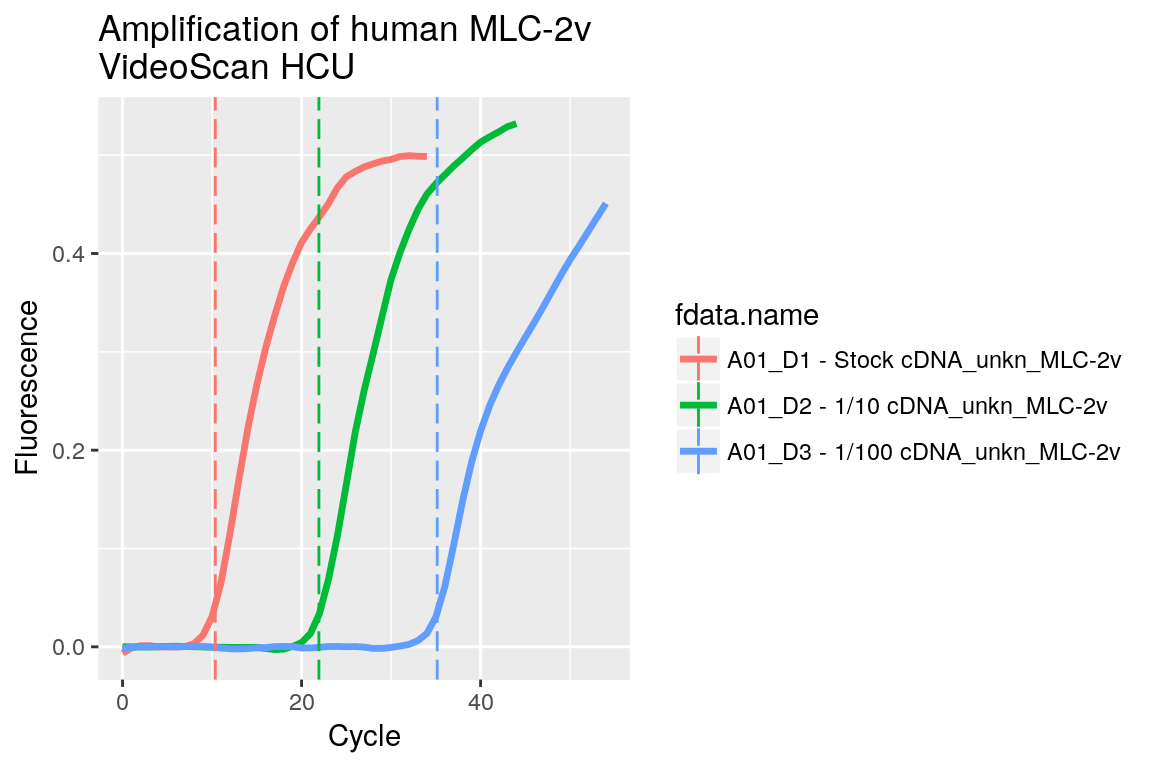 Amplification of human MLC-2v
VideoScan HCU
Fluorescence
0.4
0.2
0.0
0
20
40
Cycle
fdata.name
A01_D1 - Stock cDNA_unkn_MLC-2v
A01_D2 - 1/10 cDNA_unkn_MLC-2v
A01_D3 - 1/100 cDNA_unkn_MLC-2v